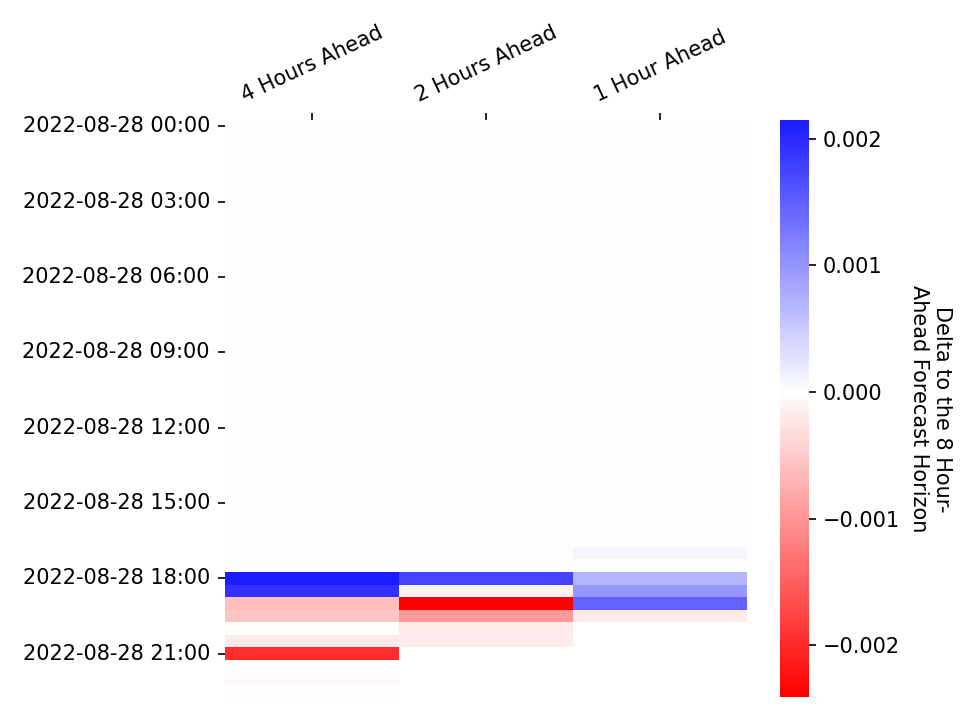 4 Hours Ahead
2 Hours Ahead
1 Hour Ahead
2022-08-28 00:00
2022-08-28 03:00
2022-08-28 06:00
2022-08-28 09:00
2022-08-28 12:00
2022-08-28 15:00
2022-08-28 18:00
2022-08-28 21:00
0.002
0.001
0.000
−0.001
−0.002
Delta to the 8 Hour-
Ahead Forecast Horizon